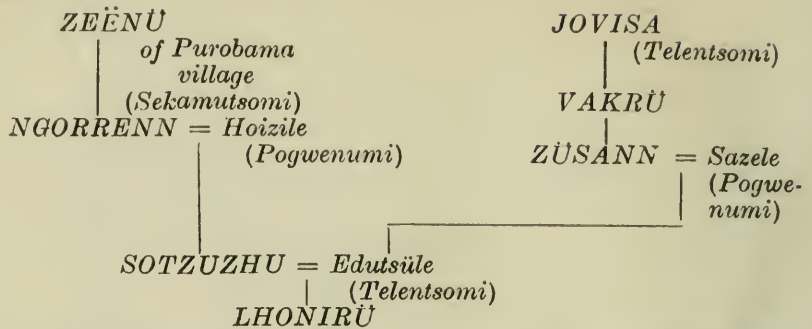 ZEËNÜ JOVISA
of Purobama (Telentsomi)
village
(Sekamutsomi) VAKRÜ
NGORRENN = Hoizile
(Pogwenumi) ZÜSANN = Sazele
(Pogwe-
numi)
SOTZUZHU = Edutsüle
(Telentsomi)
LHONIRÜ